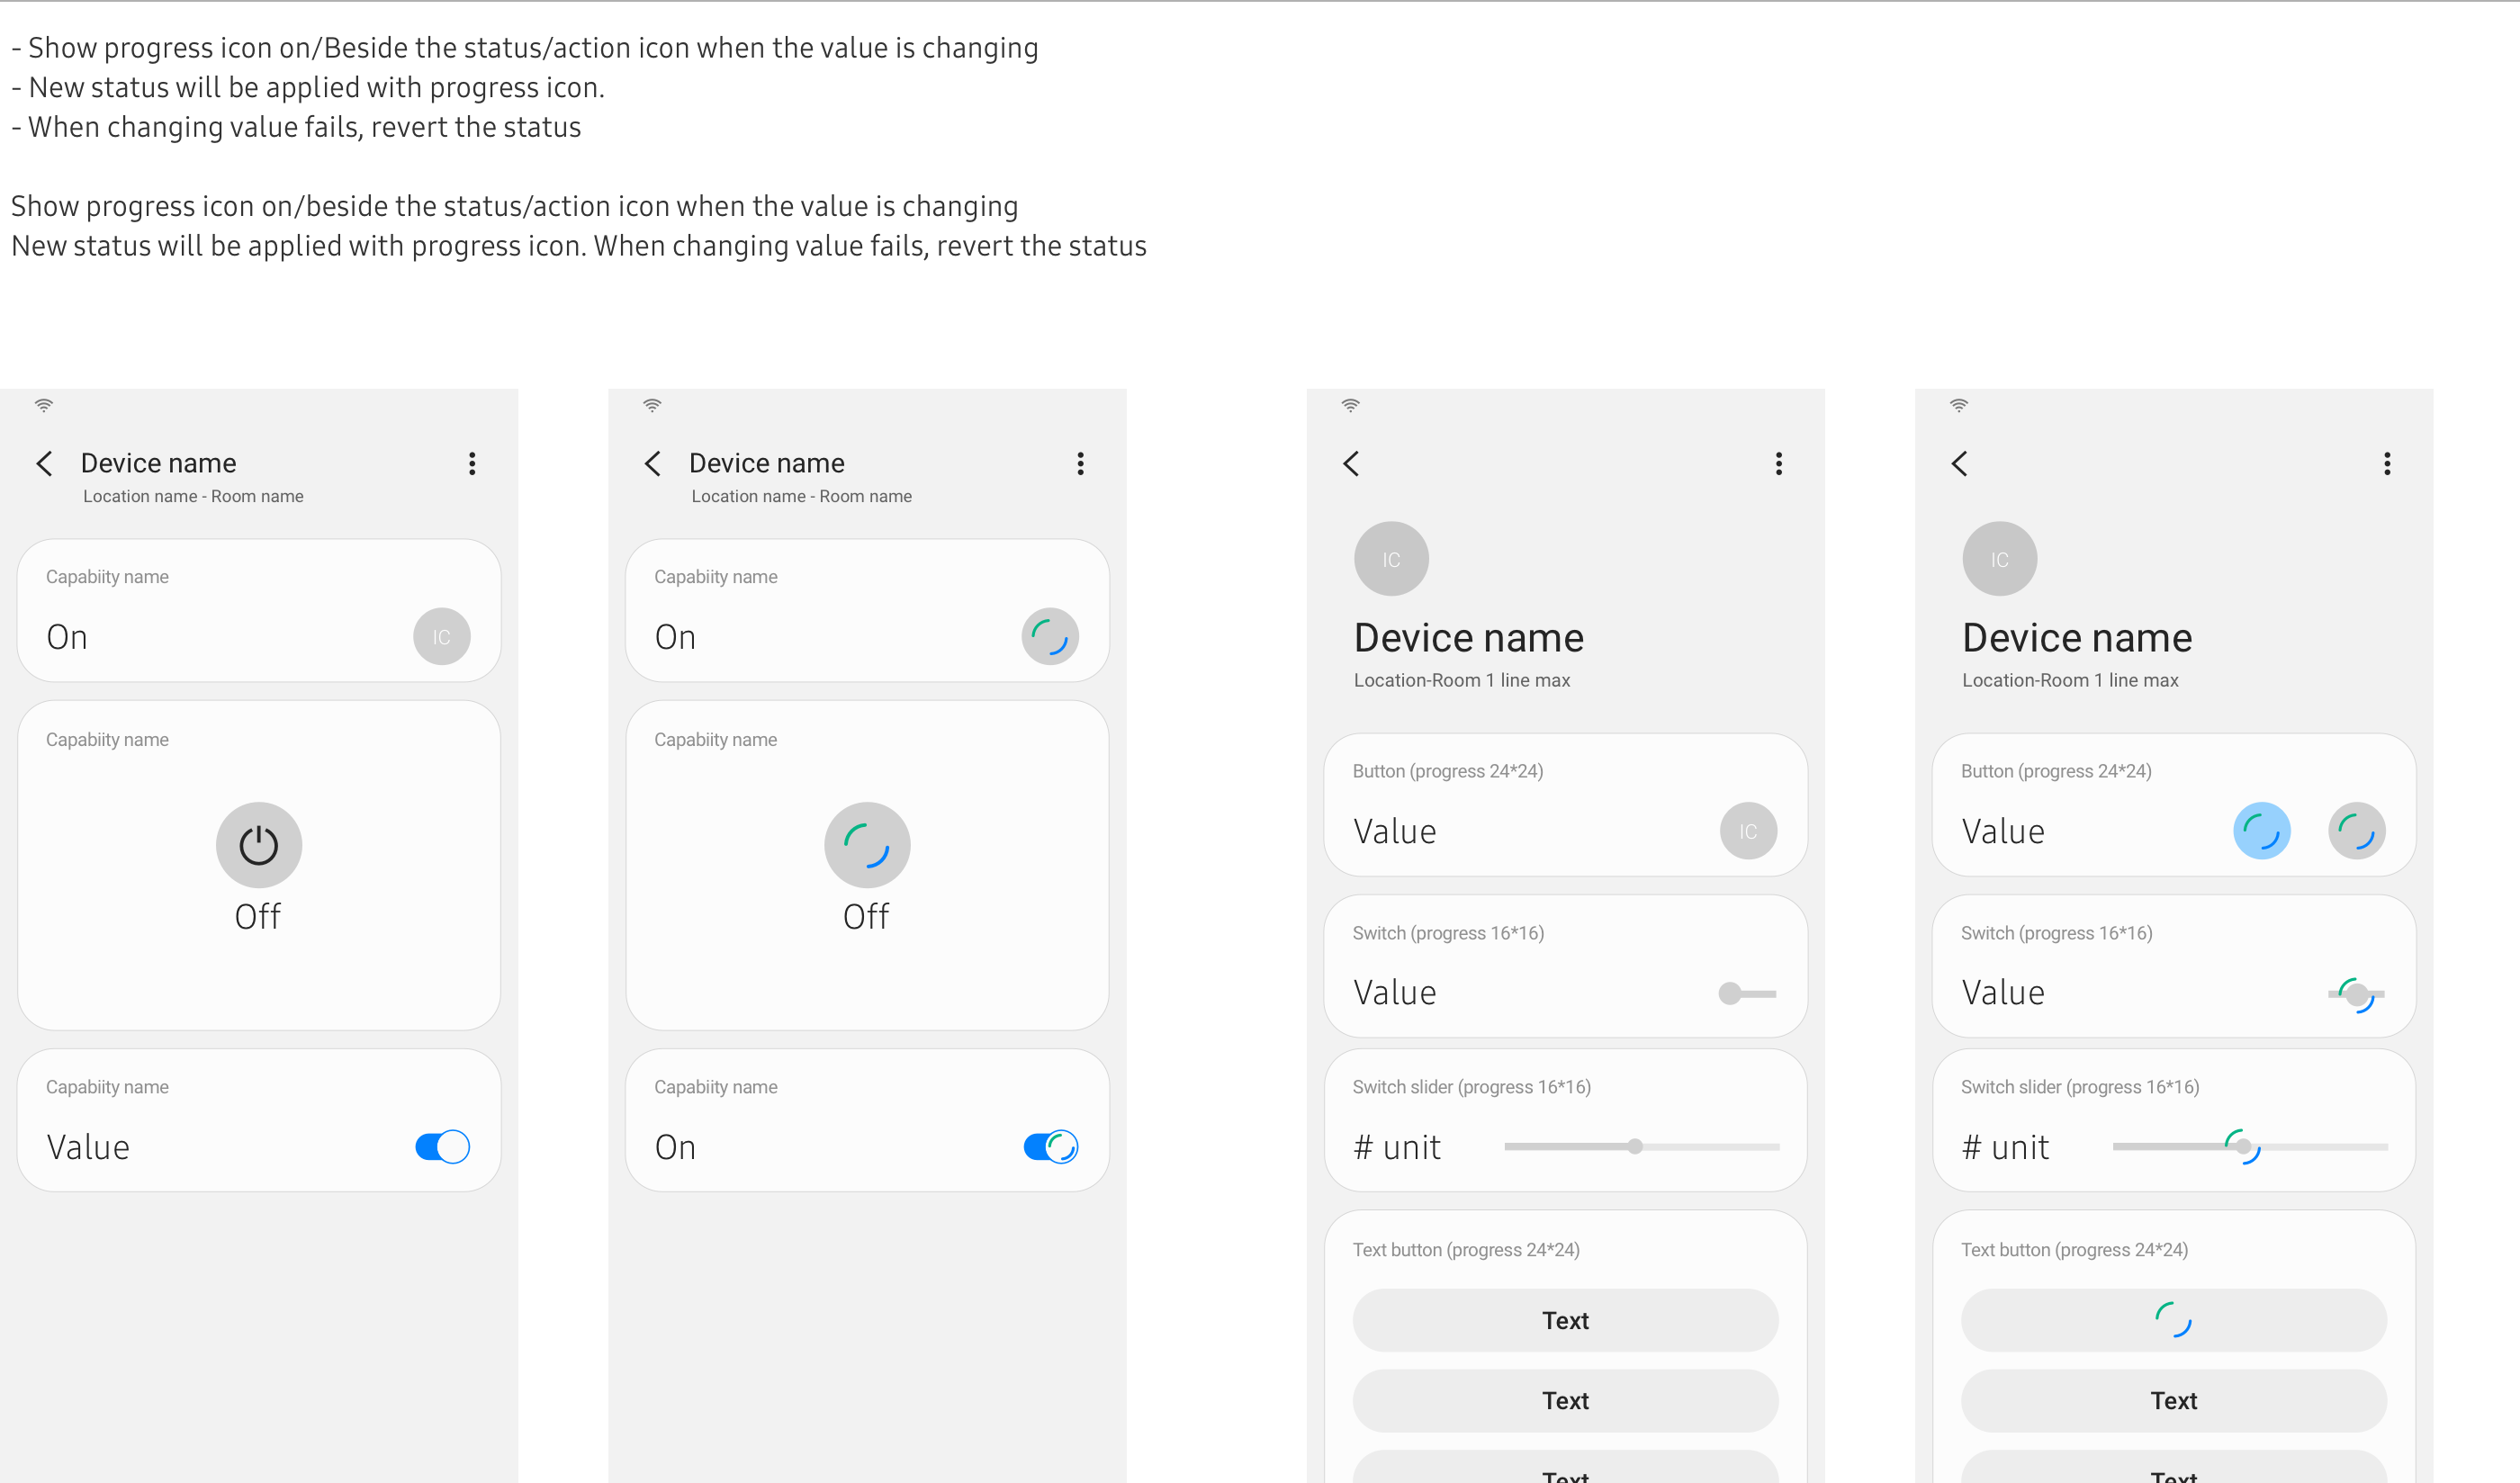 - Show progress icon on/Beside the status/action icon when the value is changing
- New status will be applied with progress icon.
- When changing value fails, revert the status
Show progress icon on/beside the status/action icon when the value is changing
New status will be applied with progress icon. When changing value fails, revert the status
Device name
Location name - Room name
Capabiity name
On
IC
Capabiity name
Off
Capabiity name
Value
Device name
Location name - Room name
Capabiity name
On
Capabiity name
Off
Capabiity name
On
IC
Device name
Location-Room 1 line max
Button (progress 24*24)
Value
IC
Switch (progress 16*16)
Value
Switch slider (progress 16*16)
# unit
Text button (progress 24*24)
Text
Text
Text
IC
Device name
Location-Room 1 line max
Button (progress 24*24)
Value
Switch (progress 16*16)
Value
Switch slider (progress 16*16)
# unit
Text button (progress 24*24)
Text
Text